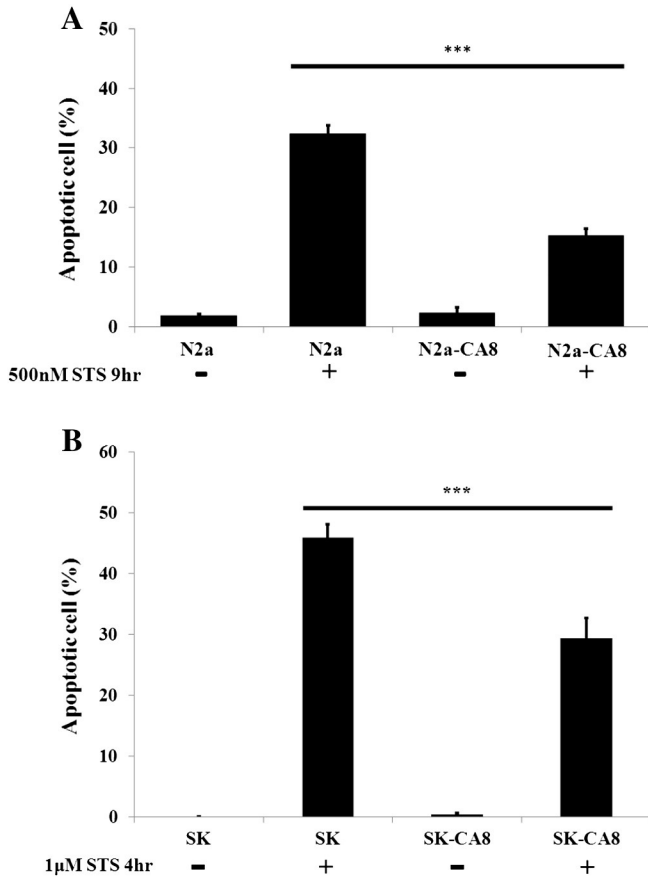 A
50
***
40
30
20
10
0
Apoptotic cell (%)
N2a N2a N2a-CA8 N2a-CA8
500nM STS 9hr - + - +
B
60
***
50
40
30
20
10
0
Apoptotic cell (%)
SK SK SK-CA8 SK-CA8
1μM STS 4hr - + - +